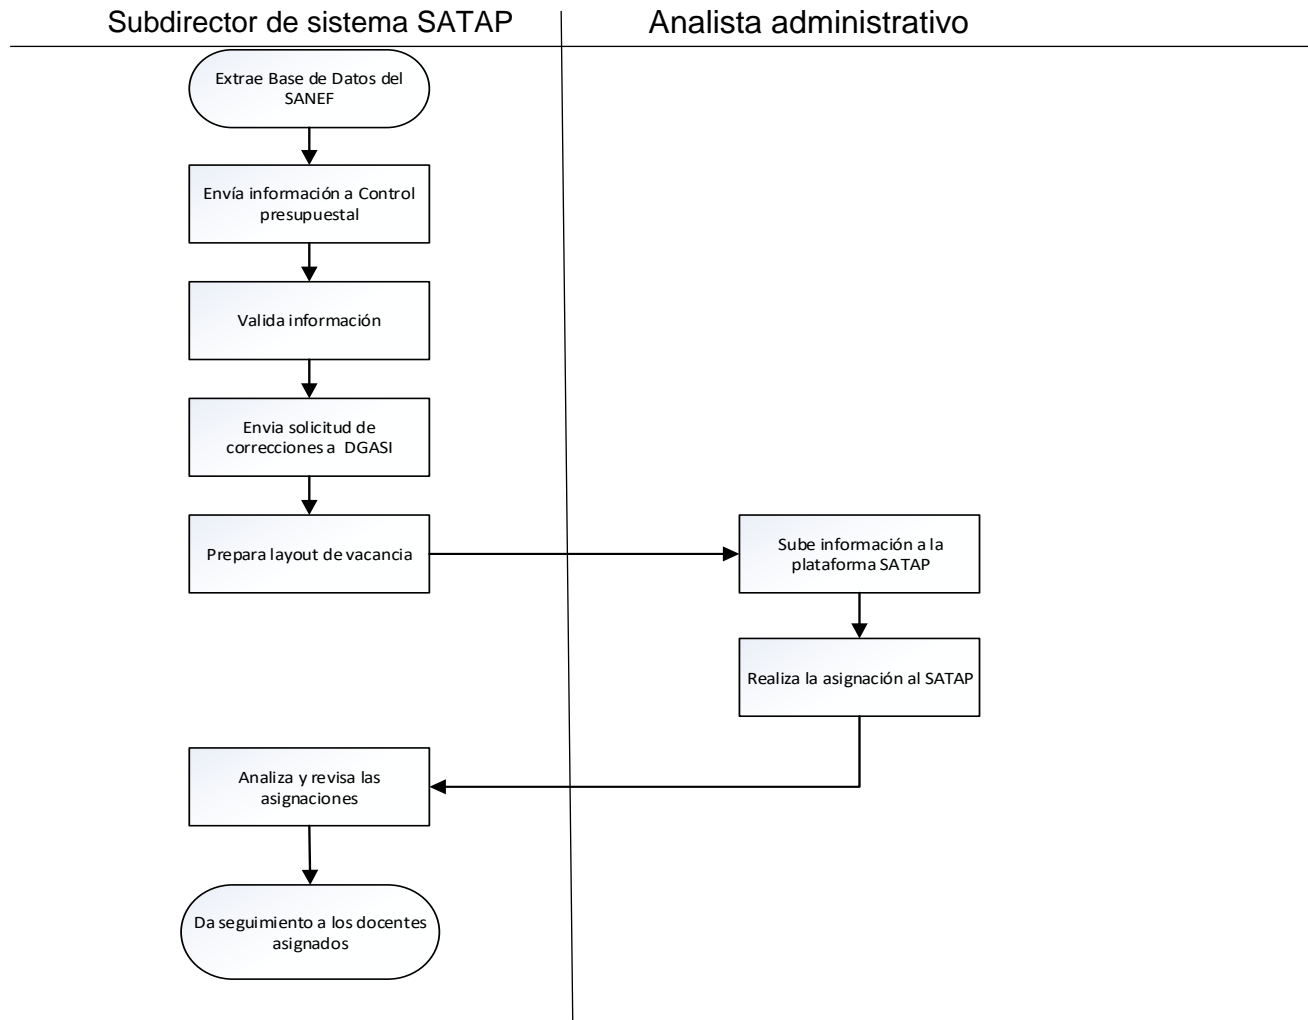 Subdirector de sistema SATAP
Analista administrativo
Extrae Base de Datos del
SANEF
Envía información a Control
presupuestal
Valida información
Envia solicitud de
correcciones a DGASI
Prepara layout de vacancia
Sube información a la
plataforma SATAP
Realiza la asignación al SATAP
Analiza y revisa las
asignaciones
Da seguimiento a los docentes
asignados